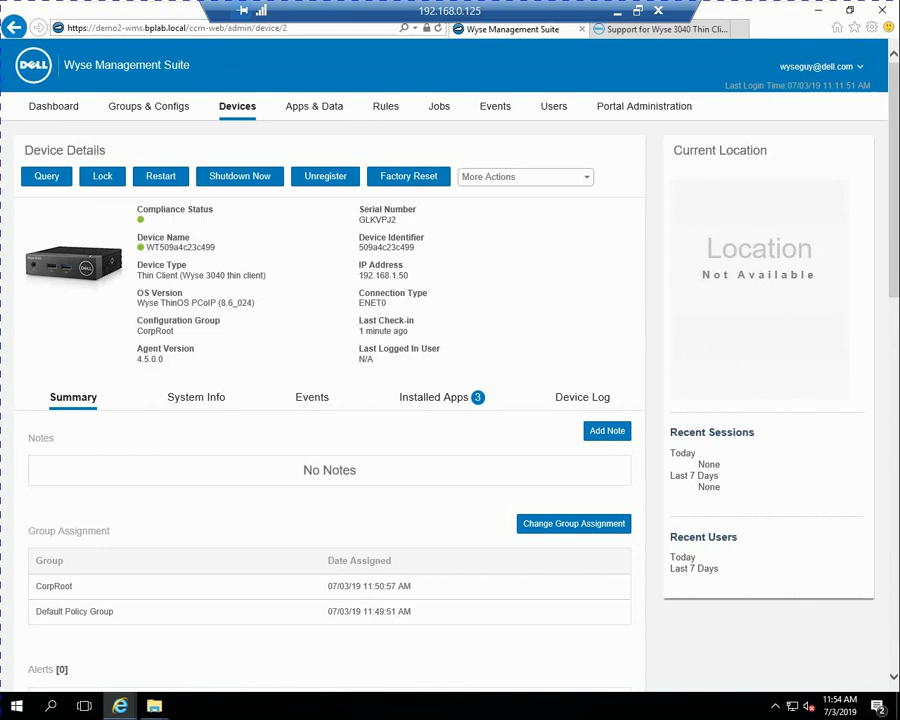 192.168.0.125
https://demo2-wms.bplab.local/ccm-web/admin/device/2
Wyse Management Suite
Support for Wyse 3040 Thin Cli...
DELL
Wyse Management Suite
wyseguy@dell.com
Last Login Time:07/03/19 11:11:51 AM
Dashboard
Groups & Configs
Devices
Apps & Data
Rules
Jobs
Events
Users
Portal Administration
Device Details
Query
Lock
Restart
Shutdown Now
Unregister
Factory Reset
More Actions
Compliance Status
Device Name
WT509a4c23c499
Device Type
Thin Client (Wyse 3040 thin client)
OS Version
Wyse ThinOS PCoIP (8.6_024)
Configuration Group
CorpRoot
Agent Version
4.5.0.0
Serial Number
GLKVPJ2
Device Identifier
509a4c23c499
IP Address
192.168.1.50
Connection Type
ENET0
Last Check-in
1 minute ago
Last Logged In User
N/A
Summary
System Info
Events
Installed Apps 3
Device Log
Notes
Add Note
No Notes
Group Assignment
Change Group Assignment
Group
Date Assigned
CorpRoot
07/03/19 11:50:57 AM
Default Policy Group
07/03/19 11:49:51 AM
Alerts [0]
Current Location
Location
Not Available
Recent Sessions
Today
None
Last 7 Days
None
Recent Users
Today
Last 7 Days
11:54 AM
7/3/2019
2